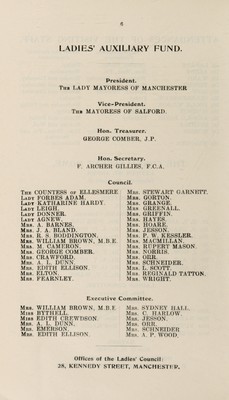 6
LADIES' AUXILIARY FUND.
President.
THE LADY MAYORESS OF MANCHESTER
Vice-President.
THE MAYORESS OF SALFORD.
Hon. Treasurer.
GEORGE COMBER, J.P.
Hon. Secretary.
F. ARCHER GILLIES, F.C.A.
Council.
THE COUNTESS OF ELLESMERE
LADY FORBES ADAM.
LADY KATHARINE HARDY.
LADY LEIGH.
LADY DONNER.
LADY AGNEW.
MRS. A. BARNES.
MRS. J. A. BLAND.
MRS. R. S. BODDINGTON.
MRS. WILLIAM BROWN, M.B.E.
MRS. M. CAMERON.
MRS. GEORGE COMBER.
MRS. CRAWFORD.
MRS. A. L. DUNN.
MRS. EDITH ELLISON.
MRS. ELTON.
MRS. FEARNLEY.
MRS. STEWART GARNETT.
MRS. GORTON.
MRS. GRANGE.
MRS. GREENALL.
MRS. GRIFFIN.
MRS. HAYES.
MRS. HOARE.
MRS. JESSON.
MRS. P. W. KESSLER.
MRS. MACMILLAN.
MRS. RUPERT MASON.
MRS. NORRIS.
MRS. ORR.
MRS. SCHNEIDER.
MRS. L. SCOTT.
MRS. REGINALD TATTON.
MRS. WRIGHT.
Executive Committee.
MRS. WILLIAM BROWN, M.B.E.
MISS BYTHELL.
MISS EDITH CREWDSON.
MRS. A. L. DUNN.
MRS. EMERSON.
MRS. EDITH ELLISON.
MRS. SYDNEY HALL.
MRS. C. HARLOW.
MRS. JESSON.
MRS. ORR.
MRS. SCHNEIDER
MRS. A. P. WOOD.
Offices of the Ladies' Council:
28, KENNEDY STREET, MANCHESTER.